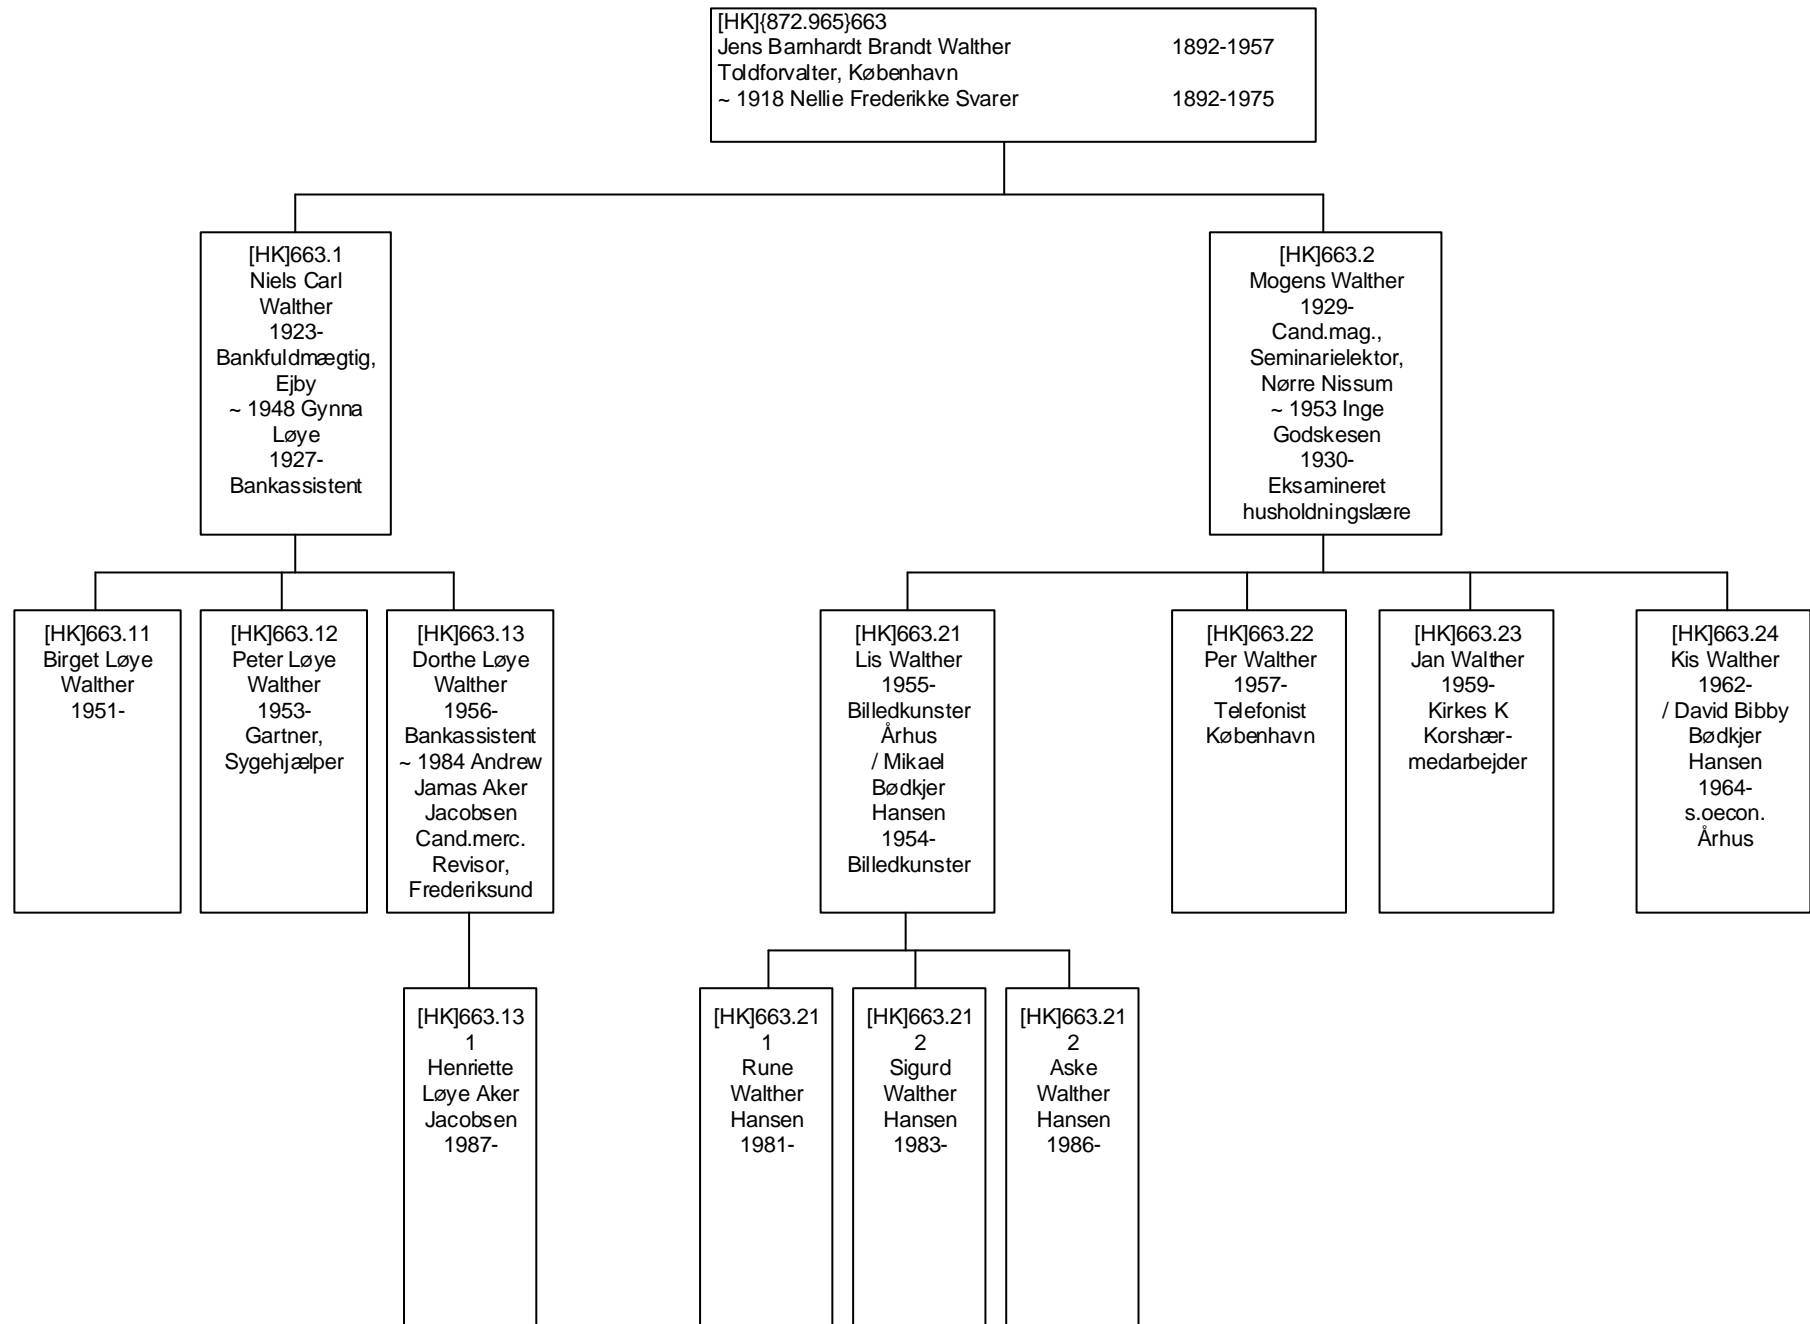 [HK]{872.965}663
Jens Barnhardt Brandt Walther 1892-1957
Toldforvalter, København
~ 1918 Nellie Frederikke Svarer 1892-1975
[HK]663.1
Niels Carl
Walther
1923-
Bankfuldmægtig,
Ejby
~ 1948 Gynna
Løye
1927-
Bankassistent
[HK]663.2
Mogens Walther
1929-
Cand.mag.,
Seminarielektor,
Nørre Nissum
~ 1953 Inge
Godskesen
1930-
Eksamineret
husholdningslære
[HK]663.11
Birget Løye
Walther
1951-
[HK]663.12
Peter Løye
Walther
1953-
Gartner,
Sygehjælper
[HK]663.13
Dorthe Løye
Walther
1956-
Bankassistent
~ 1984 Andrew
Jamas Aker
Jacobsen
Cand.merc.
Revisor,
Frederiksund
[HK]663.21
Lis Walther
1955-
Billedkunster
Århus
/ Mikael
Bødkjer
Hansen
1954-
Billedkunster
[HK]663.22
Per Walther
1957-
Telefonist
København
[HK]663.23
Jan Walther
1959-
Kirkes K
Korshær-
medarbejder
[HK]663.24
Kis Walther
1962-
/ David Bibby
Bødkjer
Hansen
1964-
s.oecon.
Århus
[HK]663.13
1
Henriette
Løye Aker
Jacobsen
1987-
[HK]663.21
1
Rune
Walther
Hansen
1981-
[HK]663.21
2
Sigurd
Walther
Hansen
1983-
[HK]663.21
2
Aske
Walther
Hansen
1986-